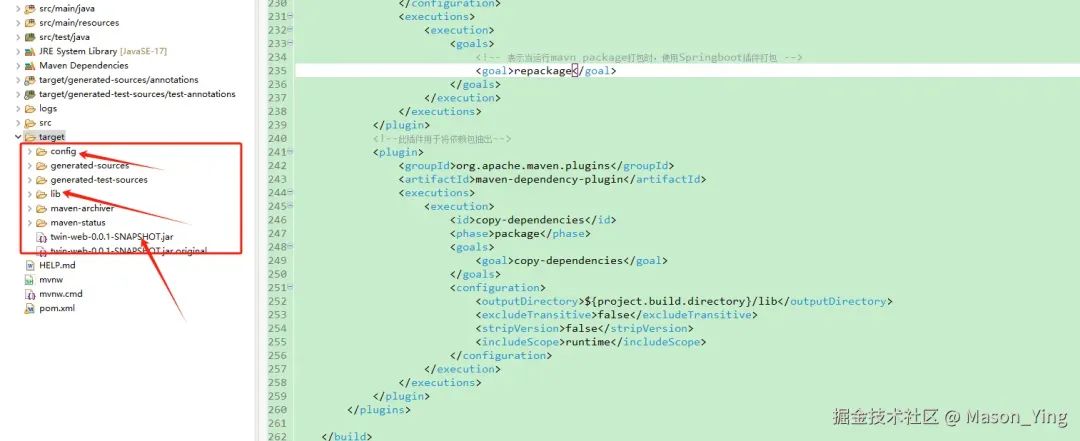 src/main/java
src/main/resources
src/test/java
JRE System Library [JavaSE-17]
Maven Dependencies
target/generated-sources/annotations
target/generated-test-sources/test-annotations
logs
src
target
config
generated-sources
generated-test-sources
lib
maven-archiver
maven-status
twin-web-0.0.1-SNAPSHOT.jar
twin-web-0.0.1-SNAPSHOT.jar.original
HELP.md
mvnw
mvnw.cmd
pom.xml
230 </configuration>
231 <executions>
232 <execution>
233 <goals>
234 <!-- 表示当运行mavn package打包时，使用Springboot插件打包 -->
235 <goal>repackage</goal>
236 </goals>
237 </execution>
238 </executions>
239 </plugin>
240 <!--此插件用于将依赖包抽出-->
241 <plugin>
242 <groupId>org.apache.maven.plugins</groupId>
243 <artifactId>maven-dependency-plugin</artifactId>
244 <executions>
245 <execution>
246 <id>copy-dependencies</id>
247 <phase>package</phase>
248 <goals>
249 <goal>copy-dependencies</goal>
250 </goals>
251 <configuration>
252 <outputDirectory>${project.build.directory}/lib</outputDirectory>
253 <excludeTransitive>false</excludeTransitive>
254 <stripVersion>false</stripVersion>
255 <includeScope>runtime</includeScope>
256 </configuration>
257 </execution>
258 </executions>
259 </plugin>
260 </plugins>
261
262 </build>
掘金技术社区 @ Mason_Ying